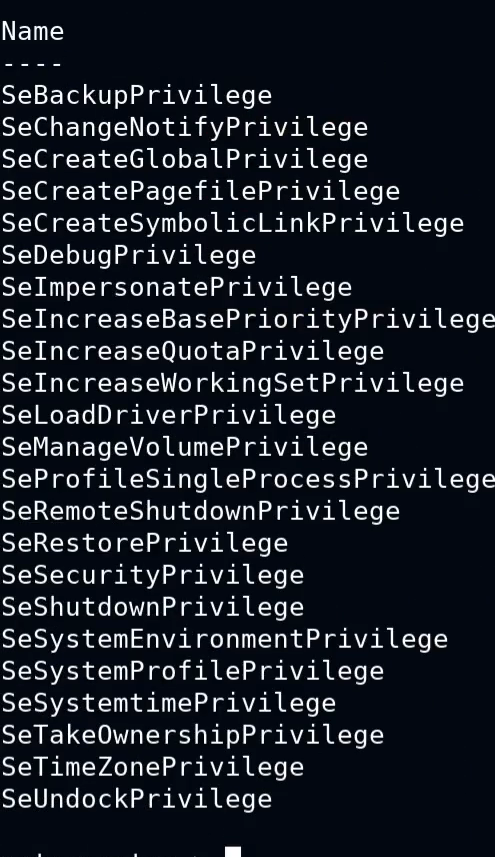 Name
----
SeBackupPrivilege
SeChangeNotifyPrivilege
SeCreateGlobalPrivilege
SeCreatePagefilePrivilege
SeCreateSymbolicLinkPrivilege
SeDebugPrivilege
SeImpersonatePrivilege
SeIncreaseBasePriorityPrivilege
SeIncreaseQuotaPrivilege
SeIncreaseWorkingSetPrivilege
SeLoadDriverPrivilege
SeManageVolumePrivilege
SeProfileSingleProcessPrivilege
SeRemoteShutdownPrivilege
SeRestorePrivilege
SeSecurityPrivilege
SeShutdownPrivilege
SeSystemEnvironmentPrivilege
SeSystemProfilePrivilege
SeSystemtimePrivilege
SeTakeOwnershipPrivilege
SeTimeZonePrivilege
SeUndockPrivilege